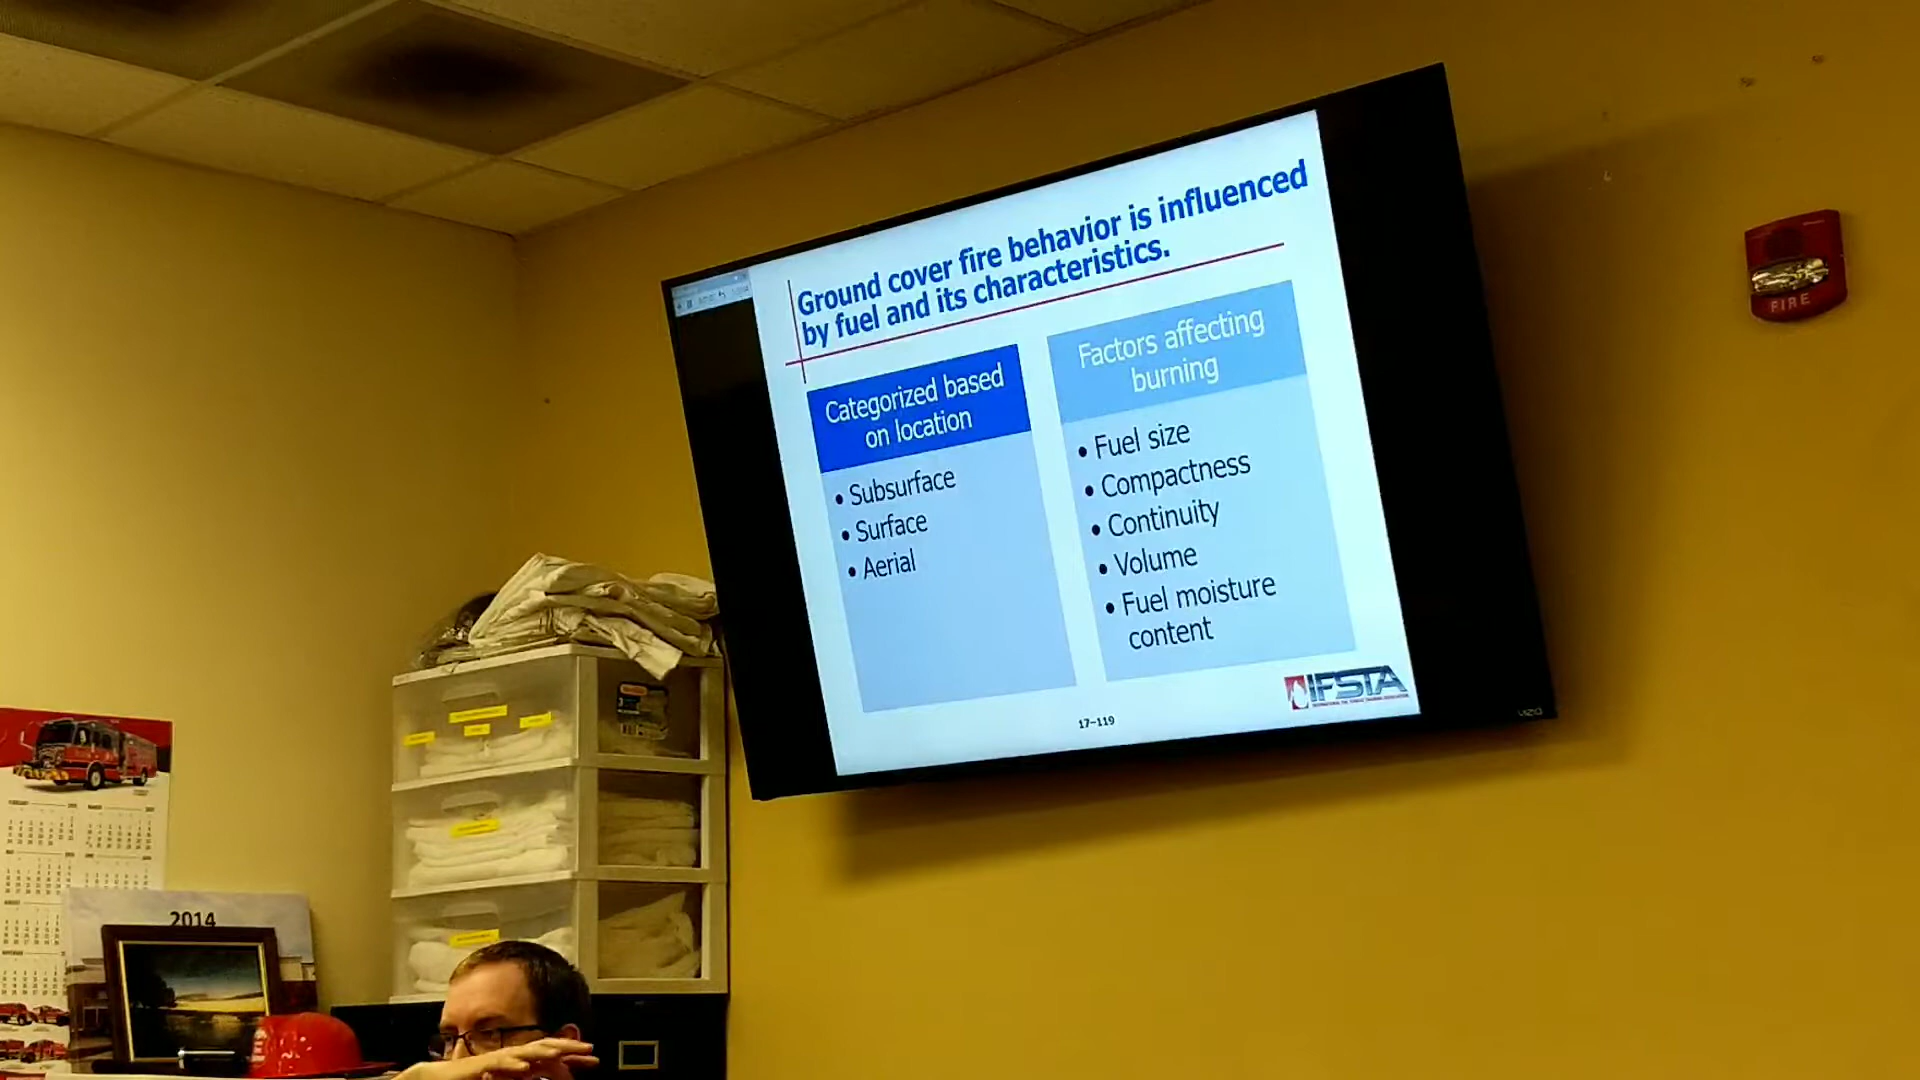 Ground cover fire behavior is influenced
by fuel and its characteristics.
Categorized based
on location
• Subsurface
• Surface
• Aerial
Factors affecting
burning
• Fuel size
• Compactness
• Continuity
• Volume
• Fuel moisture
content
IFSTA
17-119
VIZIO
FIRE
2014